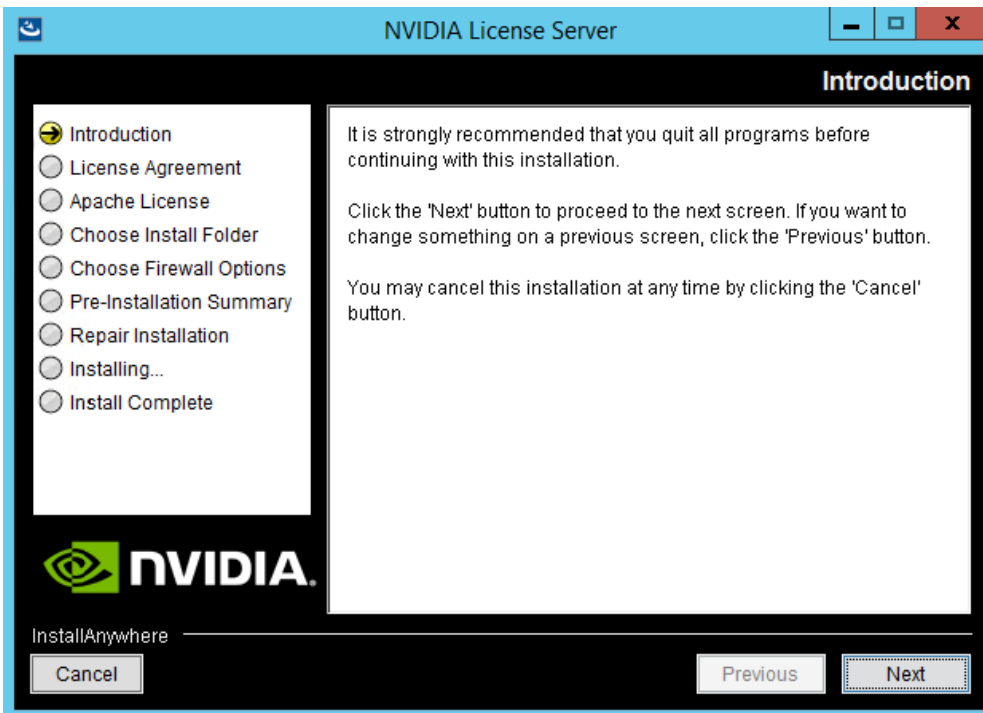 NVIDIA License Server
Introduction
Introduction
License Agreement
Apache License
Choose Install Folder
Choose Firewall Options
Pre-Installation Summary
Repair Installation
Installing...
Install Complete
It is strongly recommended that you quit all programs before
continuing with this installation.
Click the 'Next' button to proceed to the next screen. If you want to
change something on a previous screen, click the 'Previous' button.
You may cancel this installation at any time by clicking the 'Cancel'
button.
NVIDIA.
InstallAnywhere
Cancel
Previous
Next